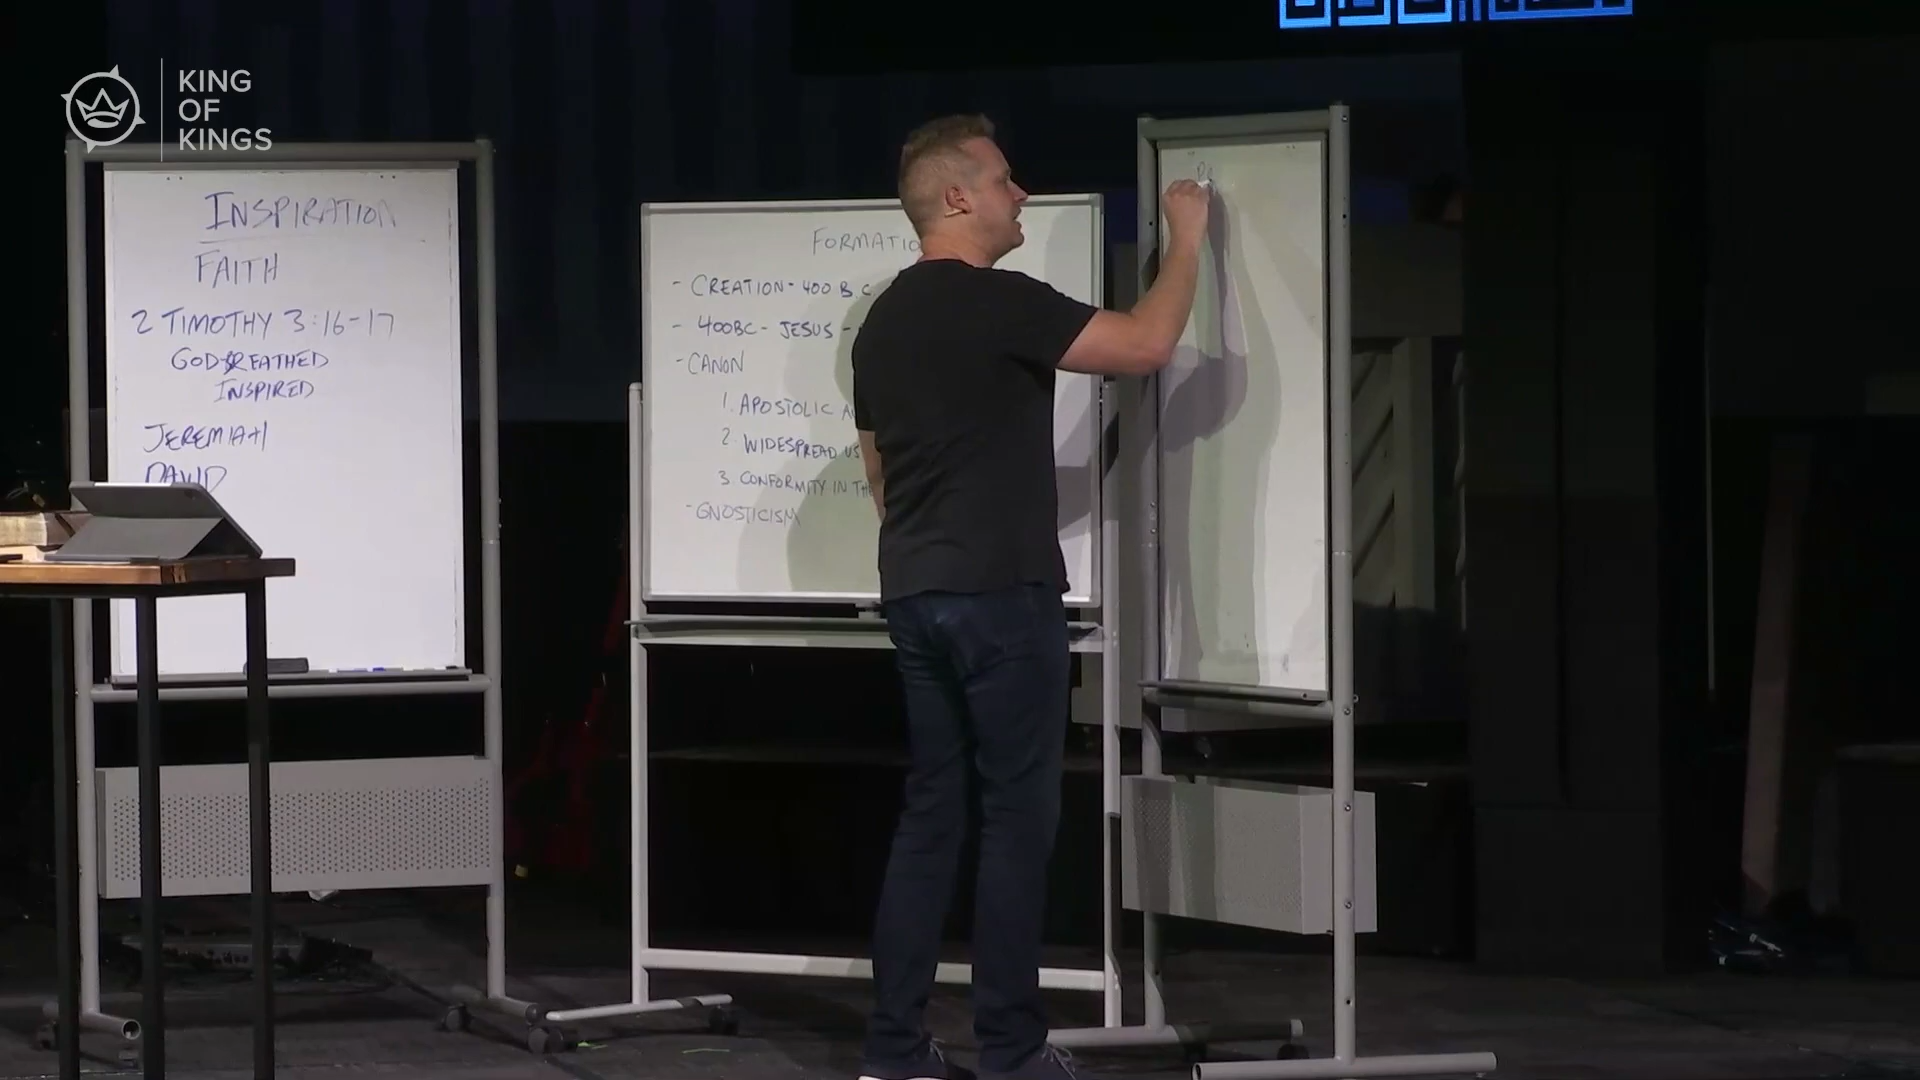 KING
OF
KINGS
INSPIRATION
FAITH
2 TIMOTHY 3:16-17
GOD-BREATHED
INSPIRED
JEREMIAH
DAVID
FORMATIO
- CREATION - 400 B.C
- 400BC - JESUS -
- CANON
1. APOSTOLIC A
2. WIDESPREAD US
3. CONFORMITY IN THE
- GNOSTICISM